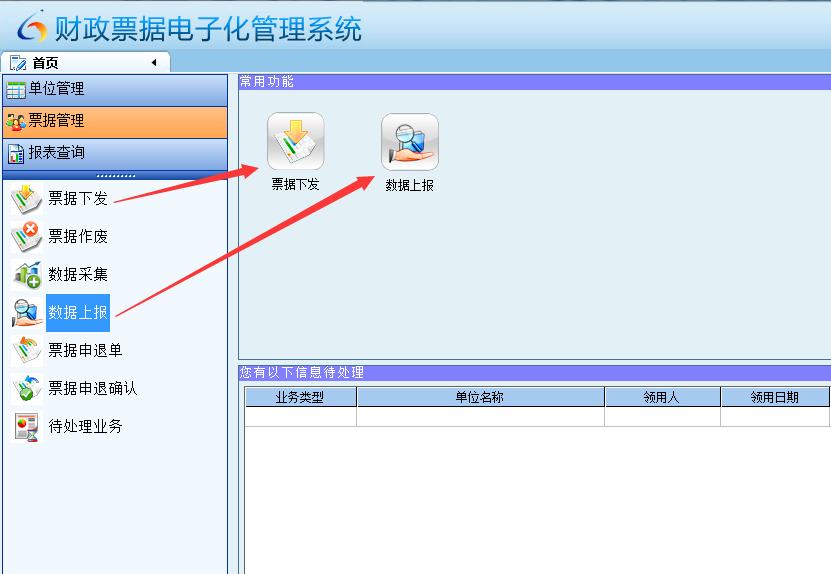 财政票据电子化管理系统
首页
单位管理
票据管理
报表查询
票据下发
票据作废
数据采集
数据上报
票据申退单
票据申退确认
待处理业务
常用功能
票据下发
数据上报
您有以下信息待处理
业务类型 单位名称 领用人 领用日期